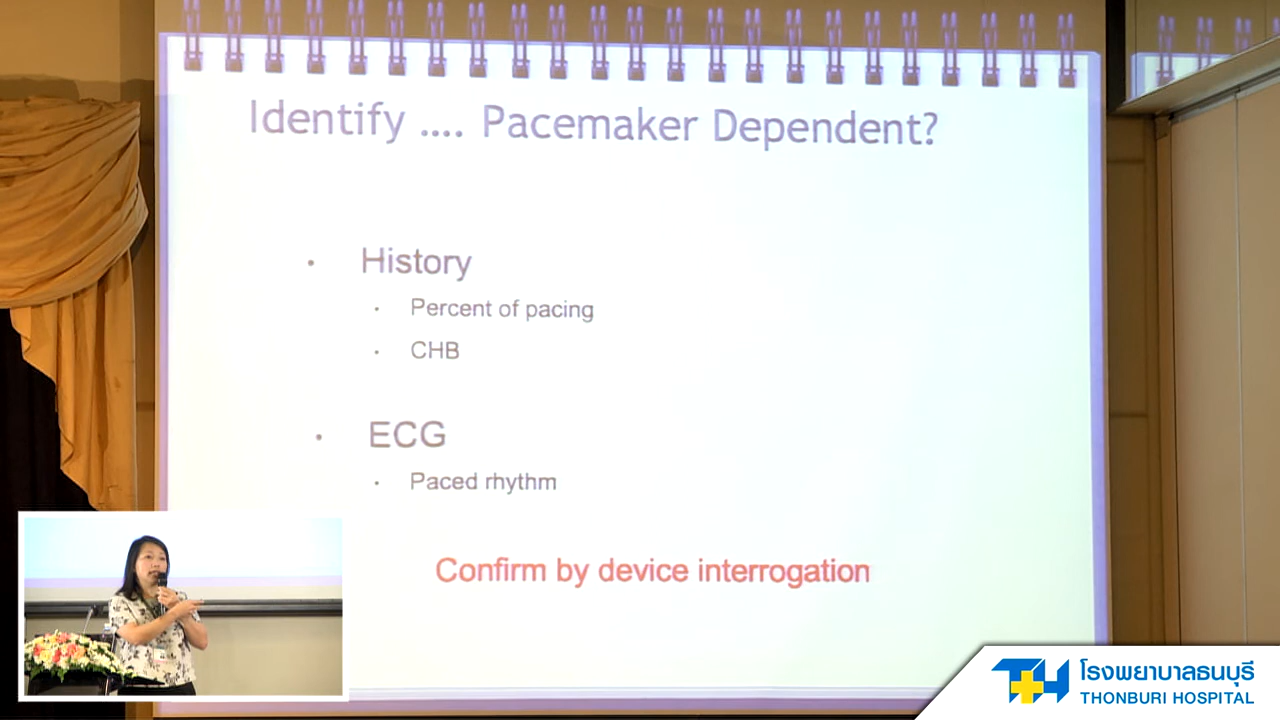 Identify .... Pacemaker Dependent?
• History
• Percent of pacing
• CHB
• ECG
• Paced rhythm
Confirm by device interrogation
TH
โรงพยาบาลธนบุรี
THONBURI HOSPITAL